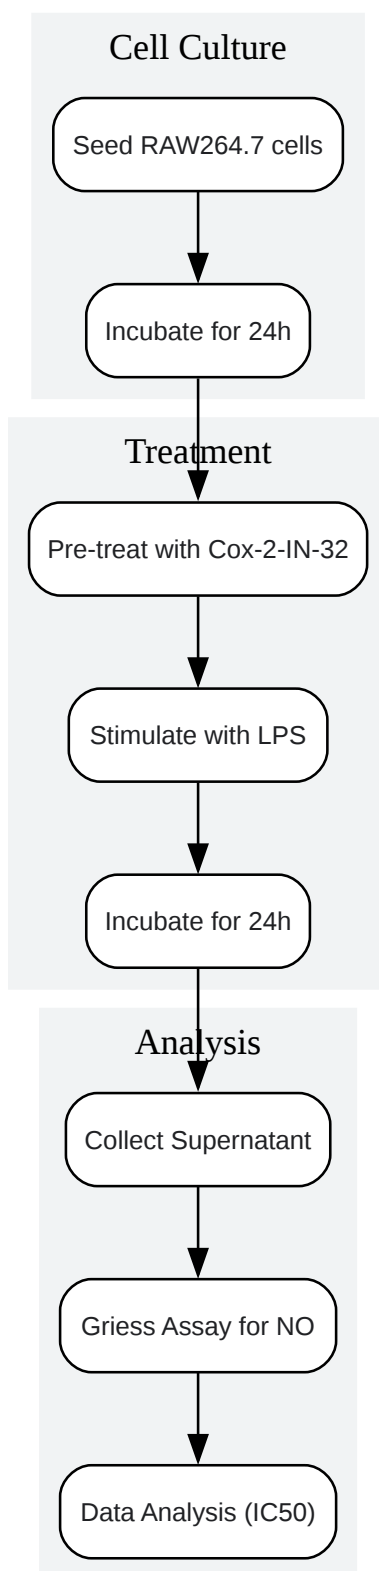 Cell Culture
Seed RAW264.7 cells
Incubate for 24h
Treatment
Pre-treat with Cox-2-IN-32
Stimulate with LPS
Incubate for 24h
Analysis
Collect Supernatant
Griess Assay for NO
Data Analysis (IC50)